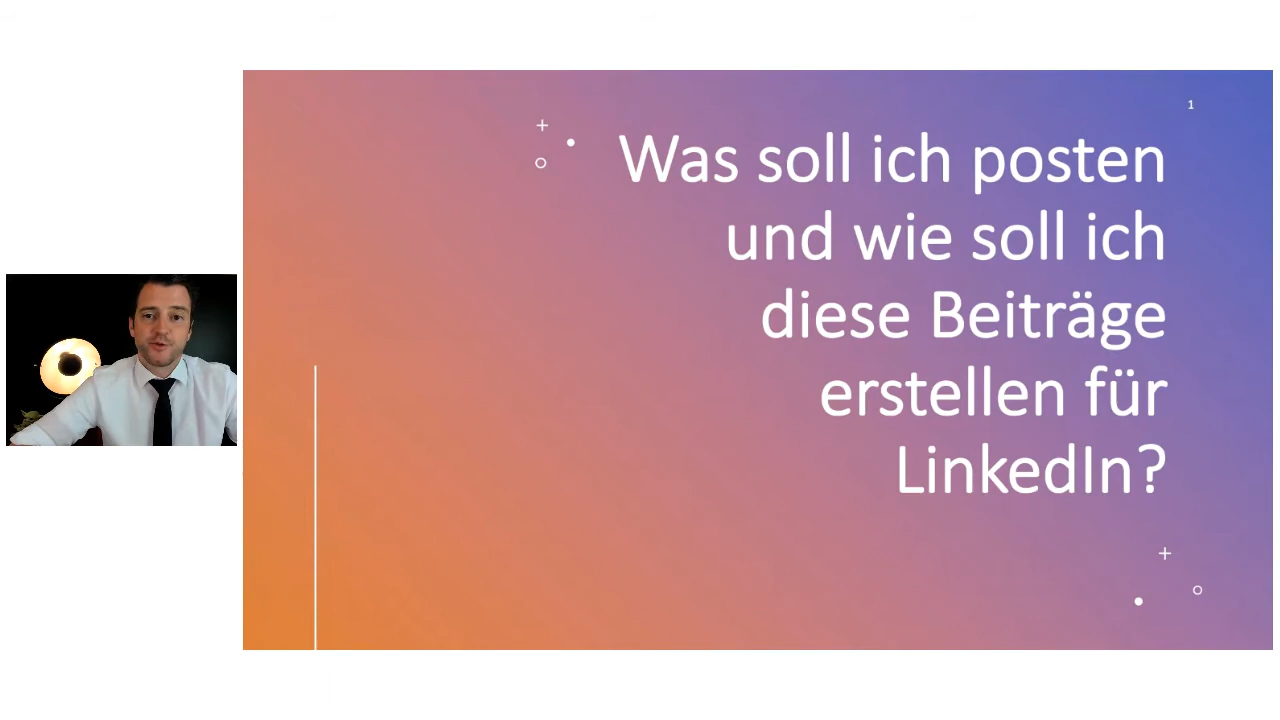 1
Was soll ich posten
und wie soll ich
diese Beiträge
erstellen für
LinkedIn?